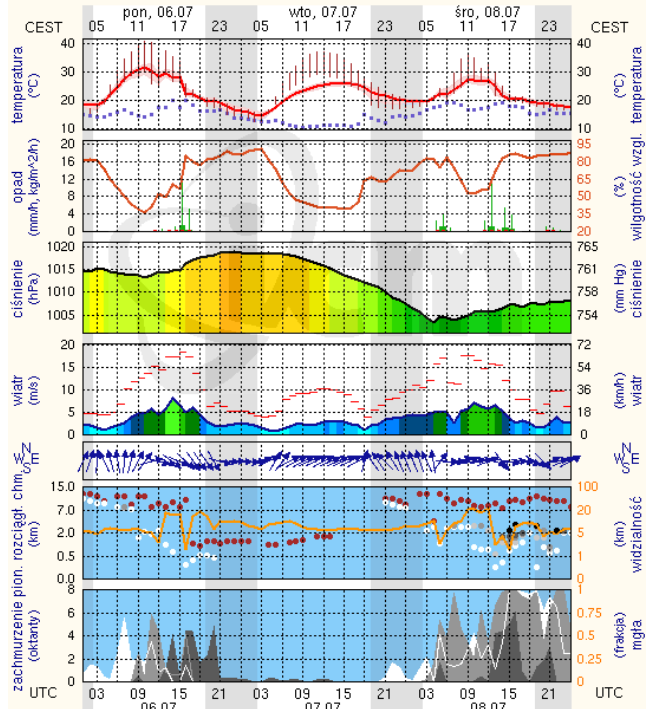 pon, 06.07 wto, 07.07 śro, 08.07
CEST 05 11 23 05 11 23 05 11 23 CEST
temperatura (°C) 40 30 20 10 40 30 20 10 (°C) temperatura
opad (mm/h, kg/m^2/h) 20 16 12 8 4 0 95 80 65 50 35 20 (%) wilgotność wzgl.
ciśnienie (hPa) 1020 1015 1010 1005 765 761 758 754 (mm Hg) ciśnienie
wiatr (m/s) 20 15 10 5 0 72 54 36 18 0 (km/h) wiatr
N W E S N W E S
pion. rozciągł. chm. (km) 15.0 7.0 2.0 0.5 0.0 100 20 5 1 0 (km) widzialność
zachmurzenie (oktanty) 8 6 4 2 0 1 0.75 0.5 0.25 0 (frakcja) mgła
UTC 03 09 15 21 03 09 15 21 03 09 15 21 UTC
06.07 07.07 08.07